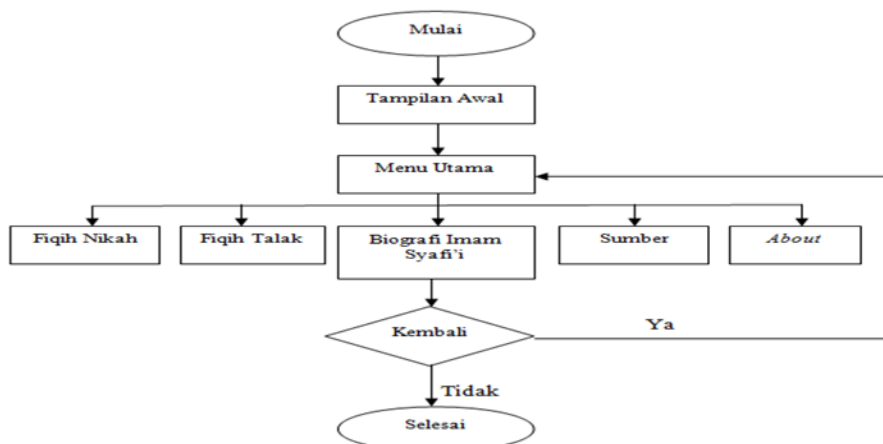 Mulai
Tampilan Awal
Menu Utama
Fiqih Nikah
Fiqih Talak
Biografi Imam
Syafi'i
Sumber
About
Kembali
Ya
Tidak
Selesai